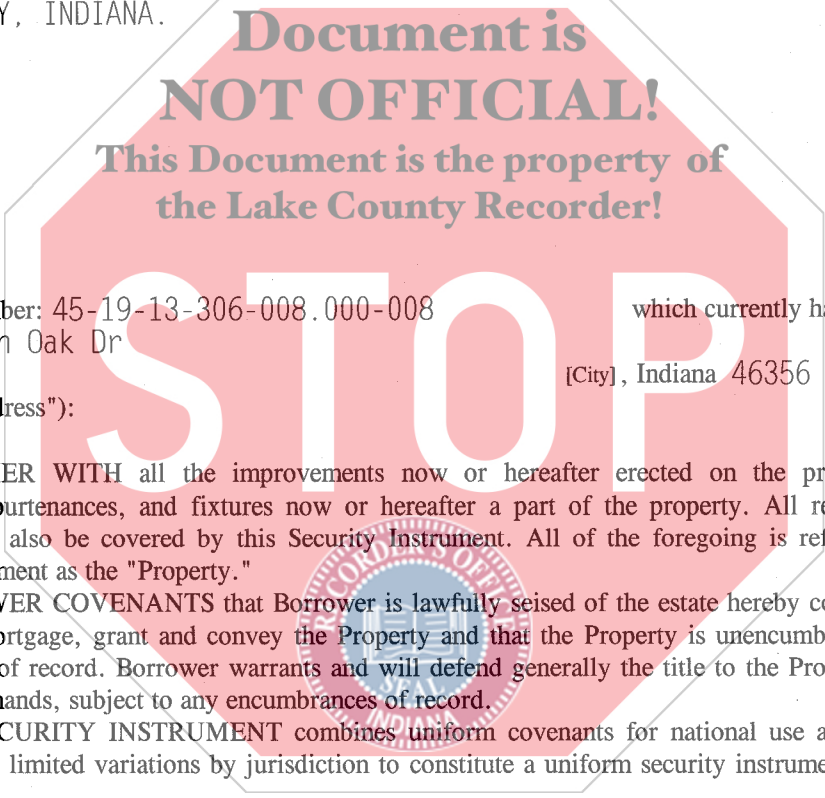 Y, INDIANA.
Document is
NOT OFFICIAL!
This Document is the property of
the Lake County Recorder!
STOP
ber: 45-19-13-306-008.000-008 which currently ha
n Oak Dr
[City], Indiana 46356
dress"):
ER WITH all the improvements now or hereafter erected on the pr
purtenances, and fixtures now or hereafter a part of the property. All re
also be covered by this Security Instrument. All of the foregoing is ref
ment as the "Property."
VER COVENANTS that Borrower is lawfully seised of the estate hereby co
ortgage, grant and convey the Property and that the Property is unencumb
of record. Borrower warrants and will defend generally the title to the Pro
nands, subject to any encumbrances of record.
CURITY INSTRUMENT combines uniform covenants for national use a
limited variations by jurisdiction to constitute a uniform security instrume
RECORDER'S OFFICE
SEAL
INDIANA